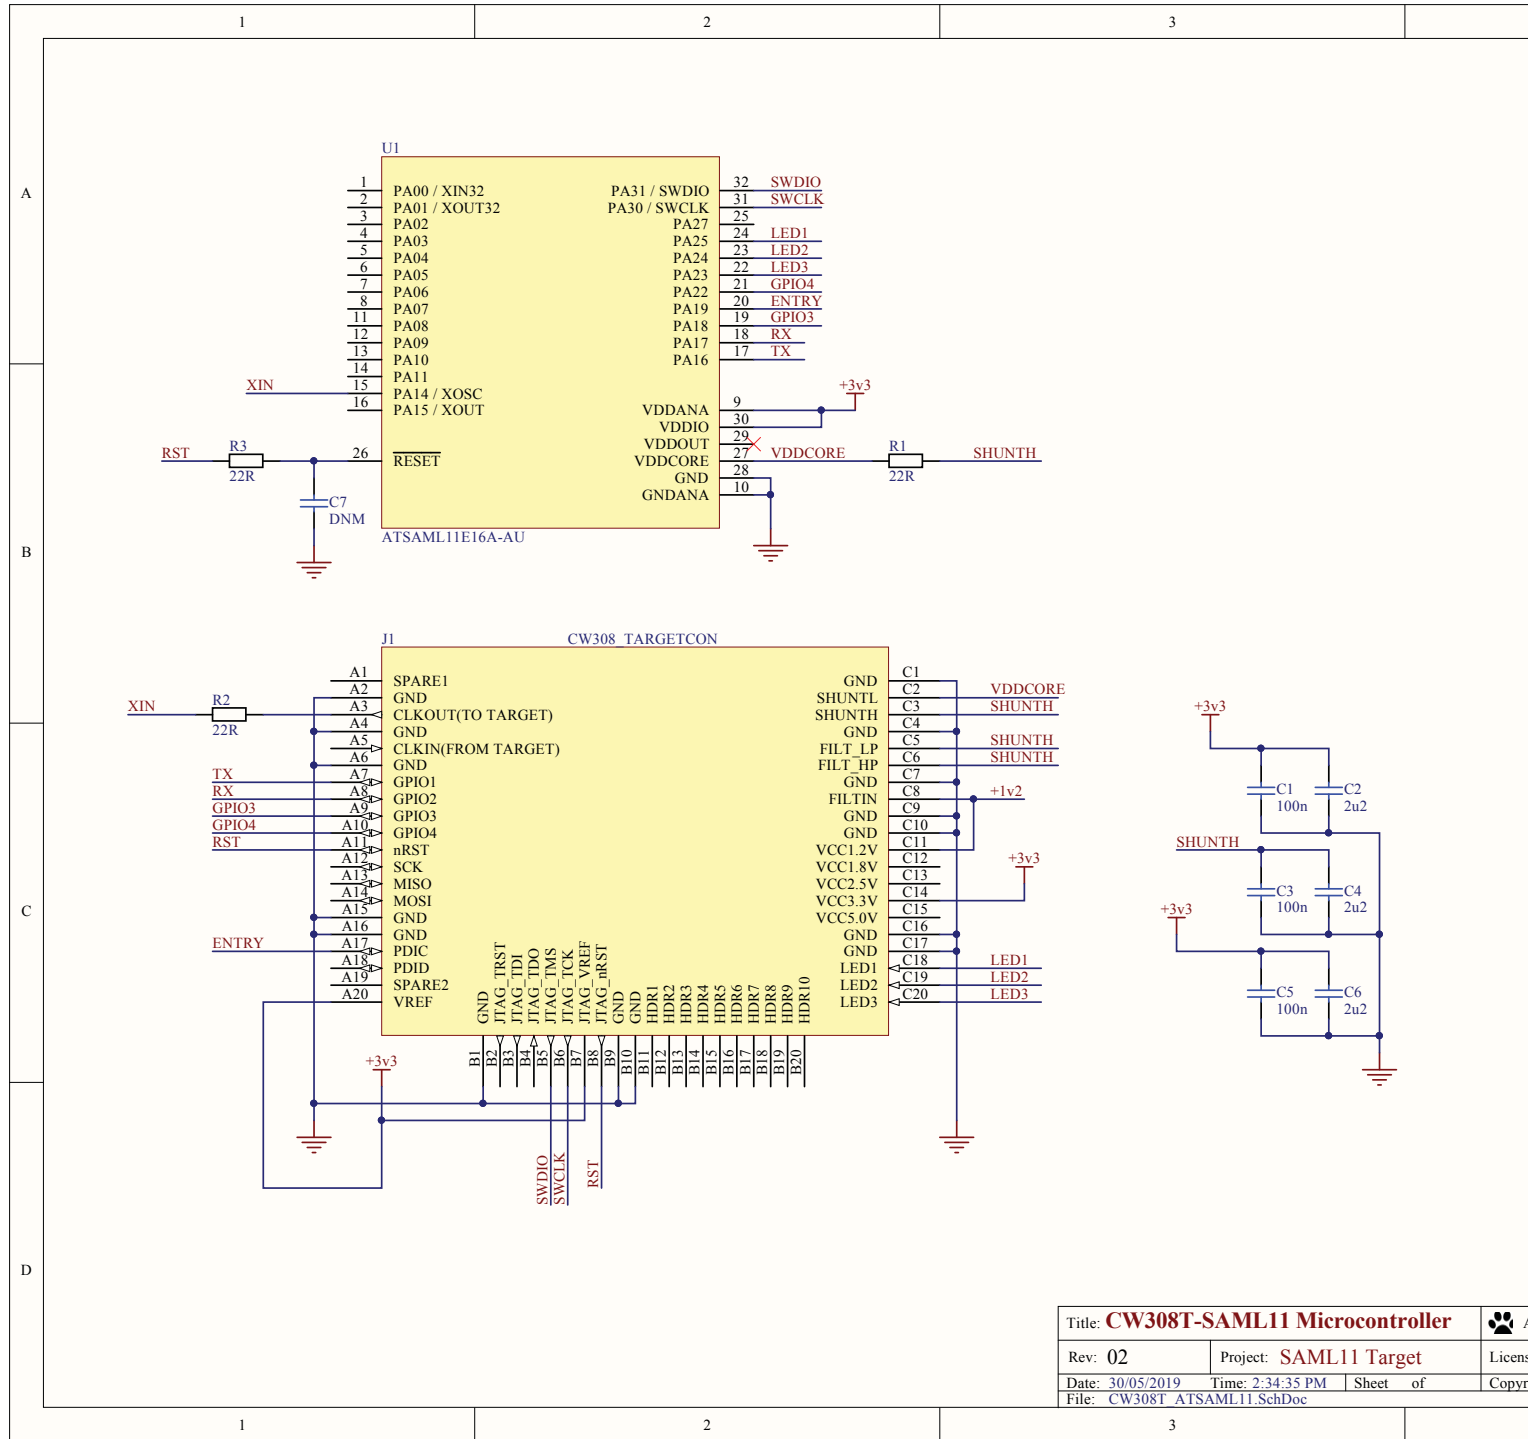 1 2 3
A
B
C
D
U1
1 PA00 / XIN32
2 PA01 / XOUT32
3 PA02
4 PA03
5 PA04
6 PA05
7 PA06
8 PA07
11 PA08
12 PA09
13 PA10
14 PA11
XIN 15 PA14 / XOSC
16 PA15 / XOUT
RST R3 22R 26 RESET
C7
DNM
PA31 / SWDIO 32 SWDIO
PA30 / SWCLK 31 SWCLK
PA27 25
PA25 24 LED1
PA24 23 LED2
PA23 22 LED3
PA22 21 GPIO4
PA19 20 ENTRY
PA18 19 GPIO3
PA17 18 RX
PA16 17 TX
+3v3
VDDANA 9
VDDIO 30
VDDOUT 29
VDDCORE 27 VDDCORE R1 22R SHUNTH
GND 28
GNDANA 10
ATSAML11E16A-AU
J1 CW308_TARGETCON
A1 SPARE1
A2 GND
XIN R2 22R A3 CLKOUT(TO TARGET)
A4 GND
A5 CLKIN(FROM TARGET)
A6 GND
TX A7 GPIO1
RX A8 GPIO2
GPIO3 A9 GPIO3
GPIO4 A10 GPIO4
RST A11 nRST
A12 SCK
A13 MISO
A14 MOSI
A15 GND
A16 GND
ENTRY A17 PDIC
A18 PDID
A19 SPARE2
A20 VREF
+3v3
GND B1
JTAG_TRST B2
JTAG_TDI B3
JTAG_TDO B4
JTAG_TMS B5 SWDIO
JTAG_TCK B6 SWCLK
JTAG_VREF B7
JTAG_nRST B8 RST
GND B9
GND B10
HDR1 B11
HDR2 B12
HDR3 B13
HDR4 B14
HDR5 B15
HDR6 B16
HDR7 B17
HDR8 B18
HDR9 B19
HDR10 B20
GND C1
SHUNTL C2 VDDCORE
SHUNTH C3 SHUNTH
GND C4
FILT_LP C5 SHUNTH
FILT_HP C6 SHUNTH
GND C7
FILTIN C8 +1v2
GND C9
GND C10
VCC1.2V C11
VCC1.8V C12
VCC2.5V C13
VCC3.3V C14 +3v3
VCC5.0V C15
GND C16
GND C17
LED1 C18 LED1
LED2 C19 LED2
LED3 C20 LED3
+3v3
C1 C2
100n 2u2
SHUNTH
C3 C4
100n 2u2
+3v3
C5 C6
100n 2u2
Title: CW308T-SAML11 Microcontroller A
Rev: 02 Project: SAML11 Target Licens
Date: 30/05/2019 Time: 2:34:35 PM Sheet of Copyr
File: CW308T_ATSAML11.SchDoc
1 2 3